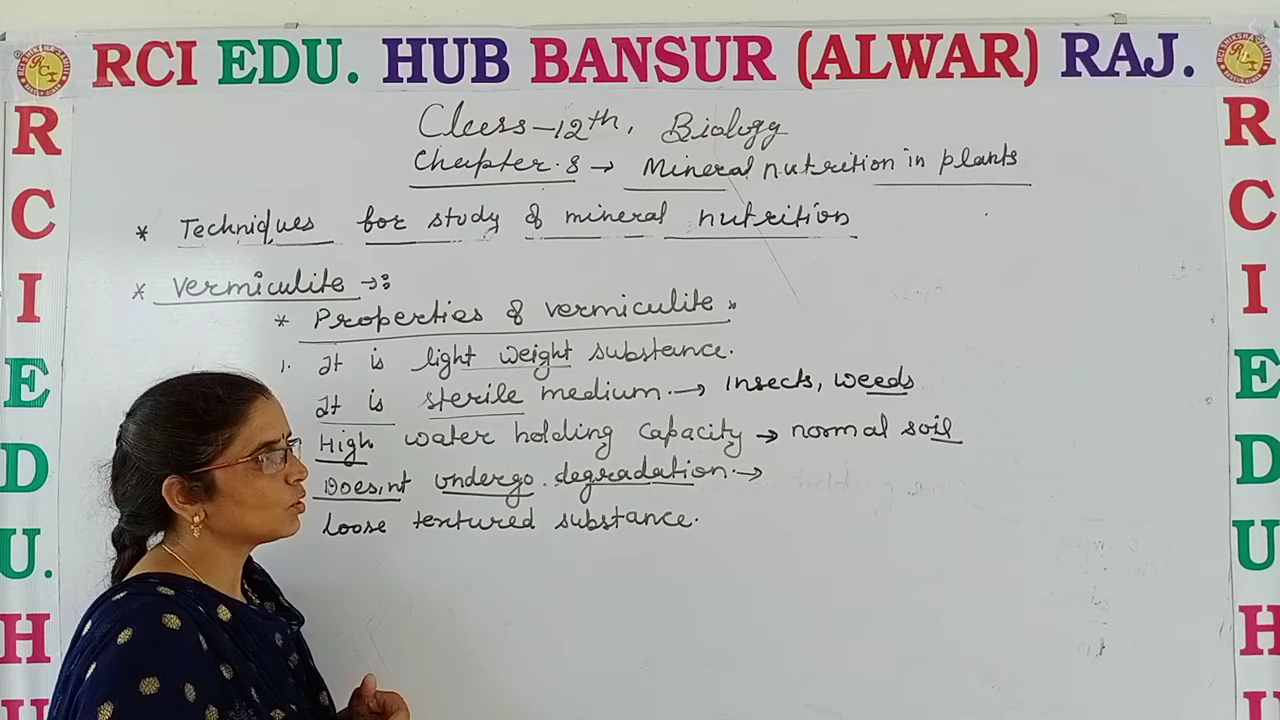 RCI EDU. HUB BANSUR (ALWAR) RAJ.
Class-12th, Biology
Chapter.8 → Mineral nutrition in plants
* Techniques for study of mineral nutrition
* Vermiculite →:
* Properties of vermiculite
1. It is light weight substance.
It is sterile medium. → Insects, weeds
High water holding capacity → normal soil
Does,nt undergo degradation. →
loose textured substance.
R
C
I
E
D
U.
H
U
R
C
I
E
D
U
H
U